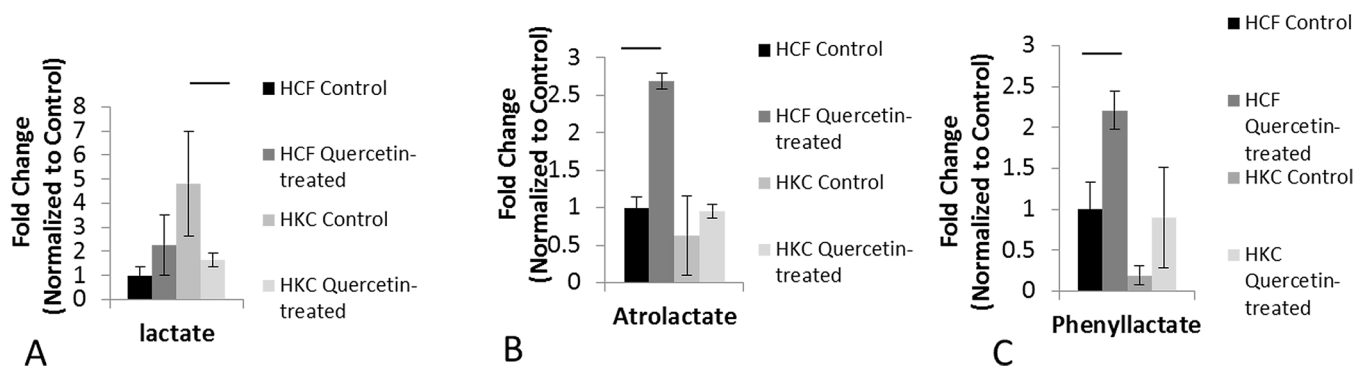 Fold Change
(Normalized to Control)
8
7
6
5
4
3
2
1
0
lactate
HCF Control
HCF Quercetin-
treated
HKC Control
HKC Quercetin-
treated
A
Fold Change
(Normalized to Control)
3
2.5
2
1.5
1
0.5
0
Atrolactate
HCF Control
HCF Quercetin-
treated
HKC Control
HKC Quercetin-
treated
B
Fold Change
(Normalized to Control)
3
2.5
2
1.5
1
0.5
0
Phenyllactate
HCF Control
HCF
Quercetin-
treated
HKC Control
HKC
Quercetin-
treated
C